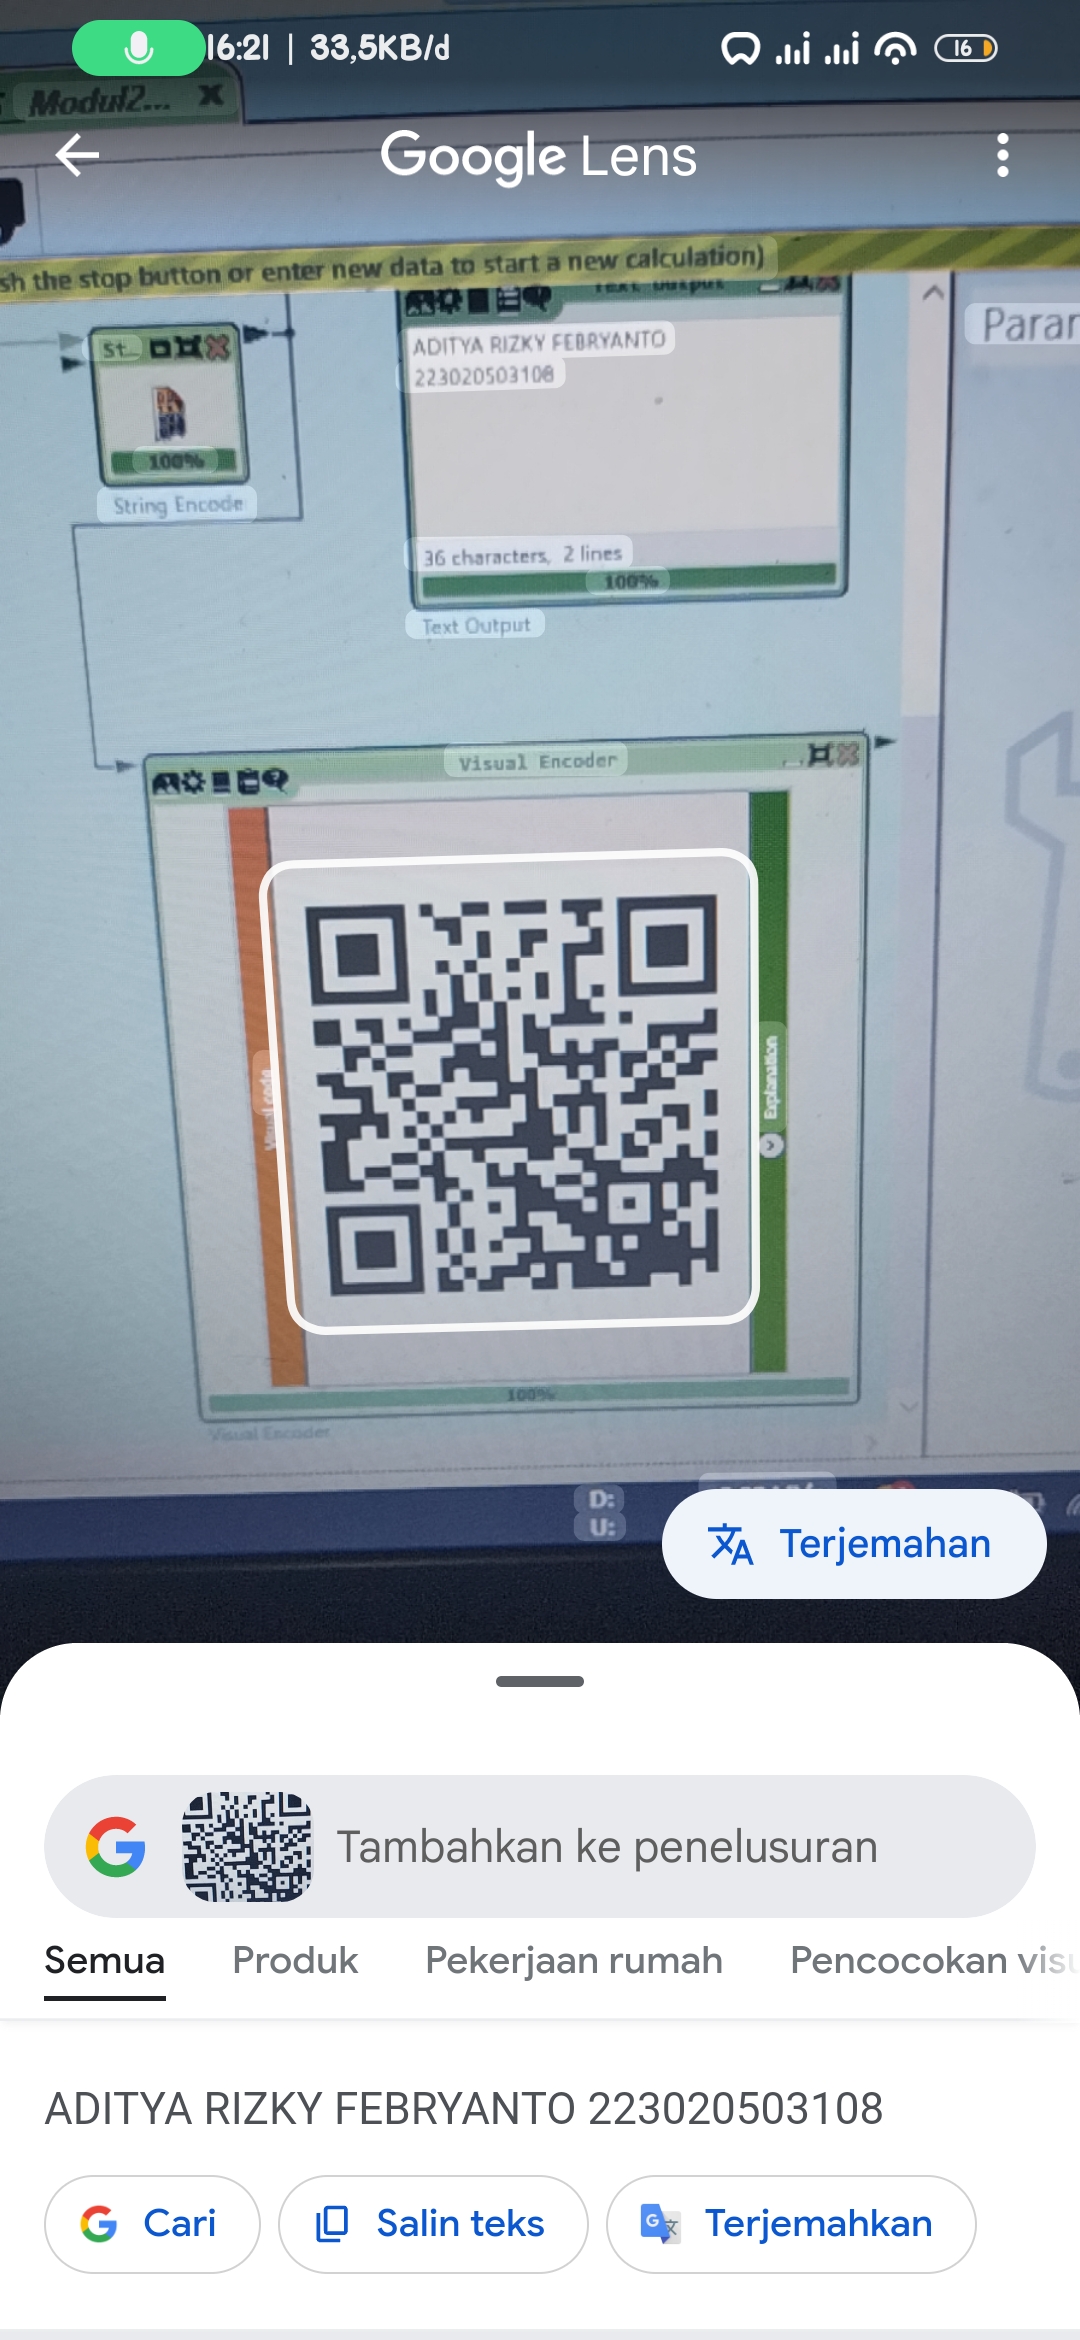 16:21 | 33,5KB/d
16
Modul2...
Google Lens
sh the stop button or enter new data to start a new calculation)
Text Output
Param
St...
ADITYA RIZKY FEBRYANTO
223020503108
100%
String Encode
36 characters, 2 lines
100%
Text Output
Visual Encoder
Visual code
Explanation
100%
Visual Encoder
D:
U:
Terjemahan
Tambahkan ke penelusuran
Semua
Produk
Pekerjaan rumah
Pencocokan visu
ADITYA RIZKY FEBRYANTO 223020503108
Cari
Salin teks
Terjemahkan